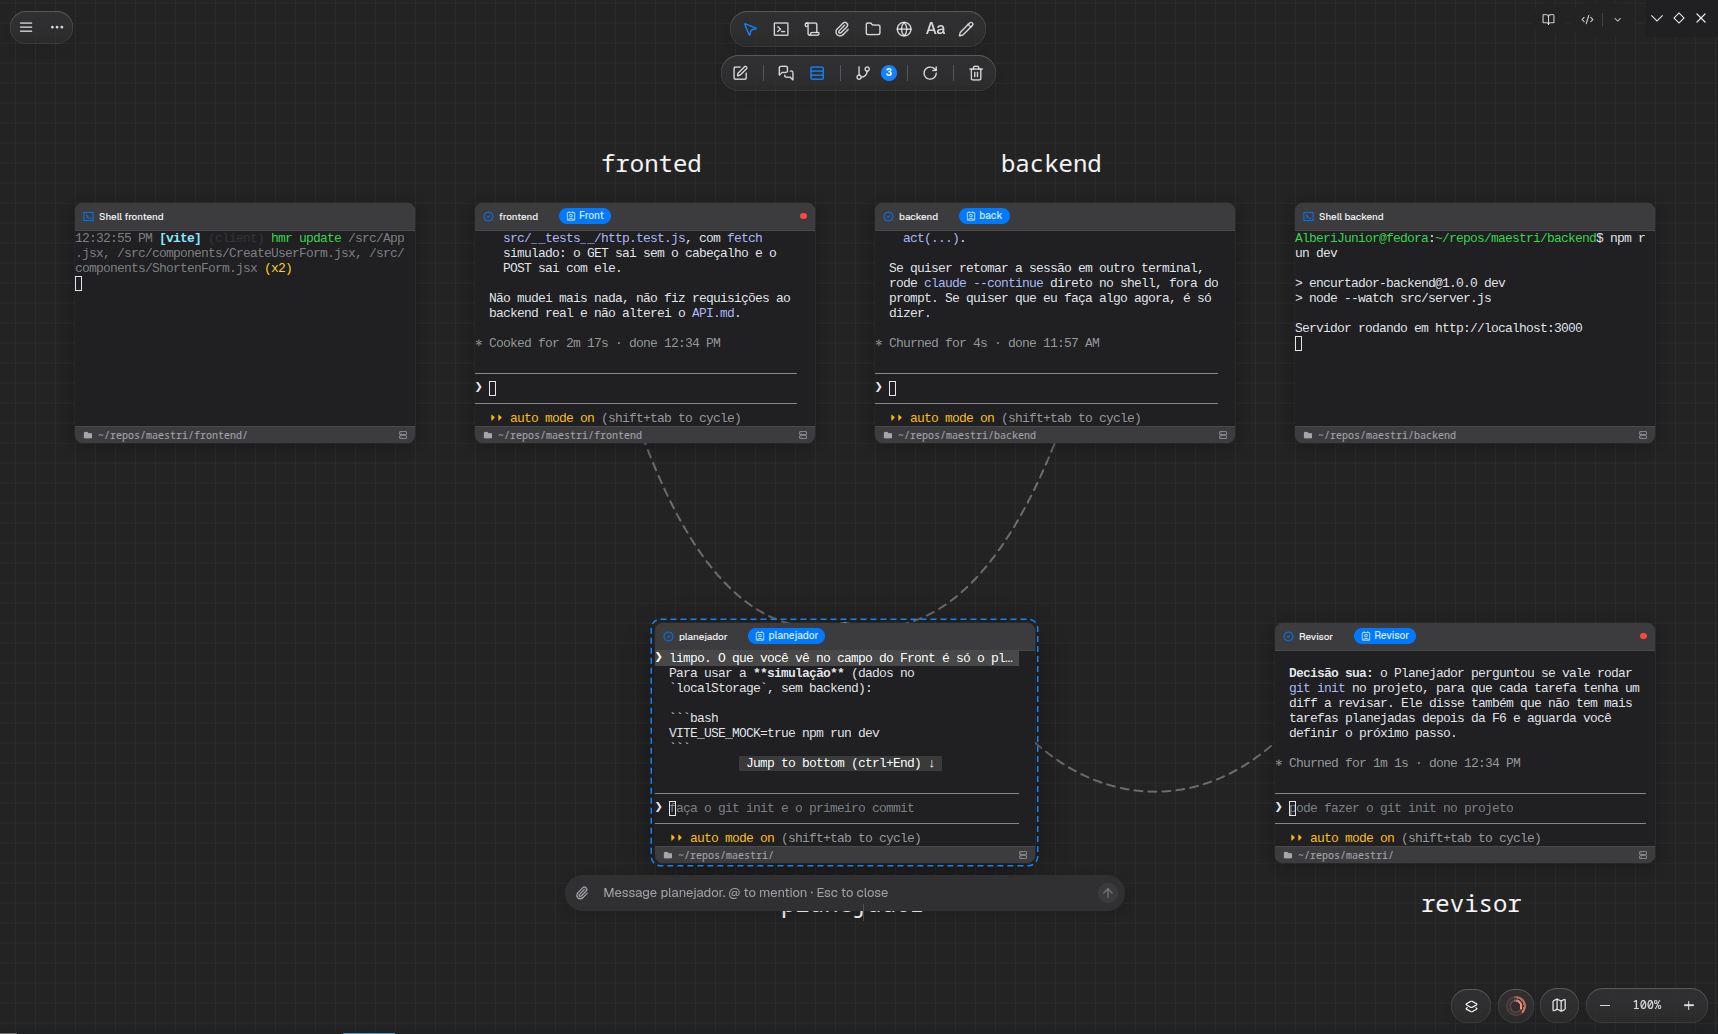 Aa
3
fronted
backend
Shell frontend
12:32:55 PM [vite] (client) hmr update /src/App
.jsx, /src/components/CreateUserForm.jsx, /src/
components/ShortenForm.jsx (x2)
~/repos/maestri/frontend/
frontend
Front
src/__tests__/http.test.js, com fetch
simulado: o GET sai sem o cabeçalho e o
POST sai com ele.
Não mudei mais nada, não fiz requisições ao
backend real e não alterei o API.md.
* Cooked for 2m 17s · done 12:34 PM
❯
auto mode on (shift+tab to cycle)
~/repos/maestri/frontend
backend
back
act(...).
Se quiser retomar a sessão em outro terminal,
rode claude --continue direto no shell, fora do
prompt. Se quiser que eu faça algo agora, é só
dizer.
* Churned for 4s · done 11:57 AM
❯
auto mode on (shift+tab to cycle)
~/repos/maestri/backend
Shell backend
AlberiJunior@fedora:~/repos/maestri/backend$ npm r
un dev
> encurtador-backend@1.0.0 dev
> node --watch src/server.js
Servidor rodando em http://localhost:3000
~/repos/maestri/backend
planejador
planejador
❯ limpo. O que você vê no campo do Front é só o pl…
Para usar a **simulação** (dados no
`localStorage`, sem backend):
```bash
VITE_USE_MOCK=true npm run dev
```
Jump to bottom (ctrl+End) ↓
❯ faça o git init e o primeiro commit
auto mode on (shift+tab to cycle)
~/repos/maestri/
Revisor
Revisor
Decisão sua: o Planejador perguntou se vale rodar
git init no projeto, para que cada tarefa tenha um
diff a revisar. Ele disse também que não tem mais
tarefas planejadas depois da F6 e aguarda você
definir o próximo passo.
* Churned for 1m 1s · done 12:34 PM
❯ pode fazer o git init no projeto
auto mode on (shift+tab to cycle)
~/repos/maestri/
Message planejador. @ to mention · Esc to close
revisor
100%